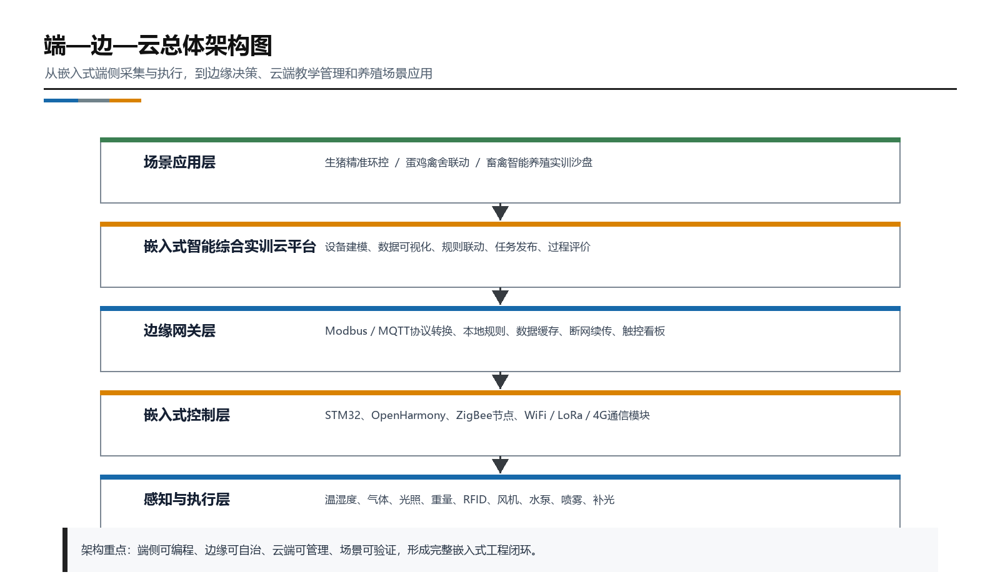 端—边—云总体架构图
从嵌入式端侧采集与执行，到边缘决策、云端教学管理和养殖场景应用
场景应用层 生猪精准环控 / 蛋鸡禽舍联动 / 畜禽智能养殖实训沙盘
嵌入式智能综合实训云平台 设备建模、数据可视化、规则联动、任务发布、过程评价
边缘网关层 Modbus / MQTT协议转换、本地规则、数据缓存、断网续传、触控看板
嵌入式控制层 STM32、OpenHarmony、ZigBee节点、WiFi / LoRa / 4G通信模块
感知与执行层 温湿度、气体、光照、重量、RFID、风机、水泵、喷雾、补光
架构重点：端侧可编程、边缘可自治、云端可管理、场景可验证，形成完整嵌入式工程闭环。